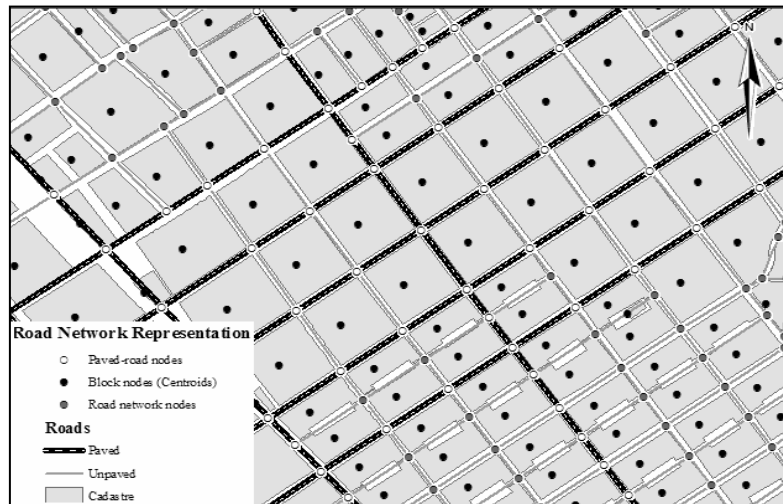 N
Road Network Representation
Paved-road nodes
Block nodes (Centroids)
Road network nodes
Roads
Paved
Unpaved
Cadastre